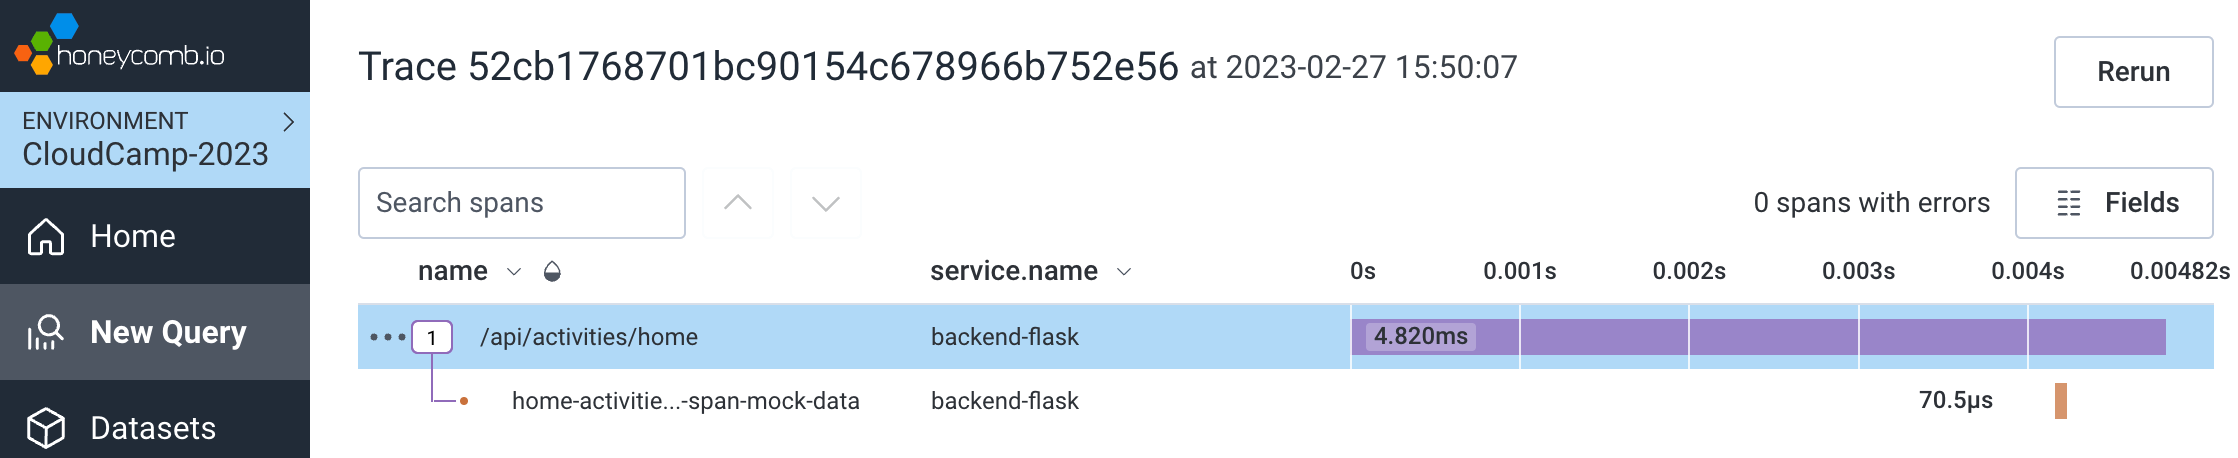 honeycomb.io
Trace 52cb1768701bc90154c678966b752e56 at 2023-02-27 15:50:07
Rerun
ENVIRONMENT
CloudCamp-2023
Home
New Query
Datasets
Search spans
0 spans with errors
Fields
name service.name 0s 0.001s 0.002s 0.003s 0.004s 0.00482s
1 /api/activities/home backend-flask 4.820ms
home-activitie...-span-mock-data backend-flask 70.5µs